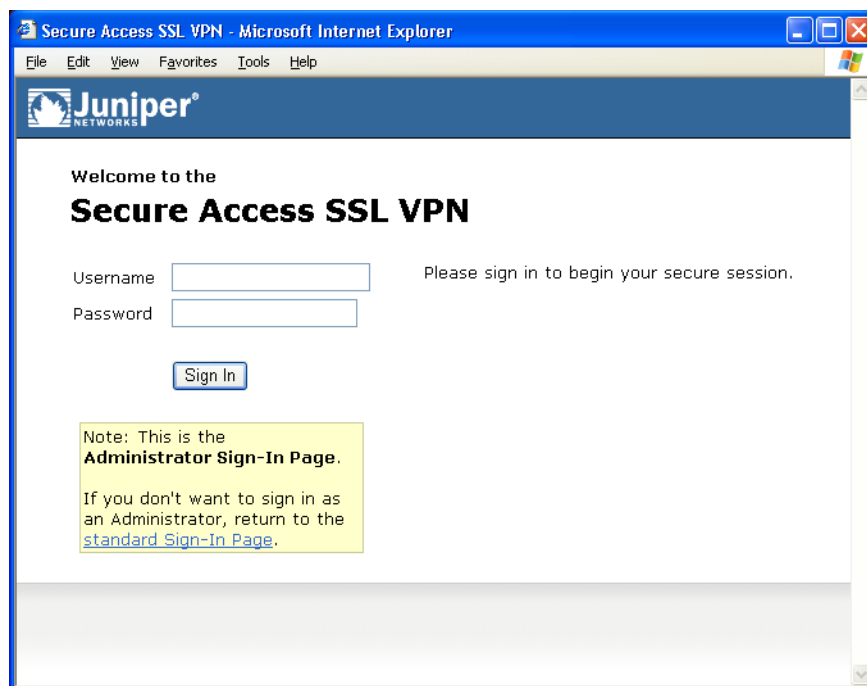 Secure Access SSL VPN - Microsoft Internet Explorer
File Edit View Favorites Tools Help
Juniper®
NETWORKS
Welcome to the
Secure Access SSL VPN
Username
Please sign in to begin your secure session.
Password
Sign In
Note: This is the
Administrator Sign-In Page.
If you don't want to sign in as
an Administrator, return to the
standard Sign-In Page.